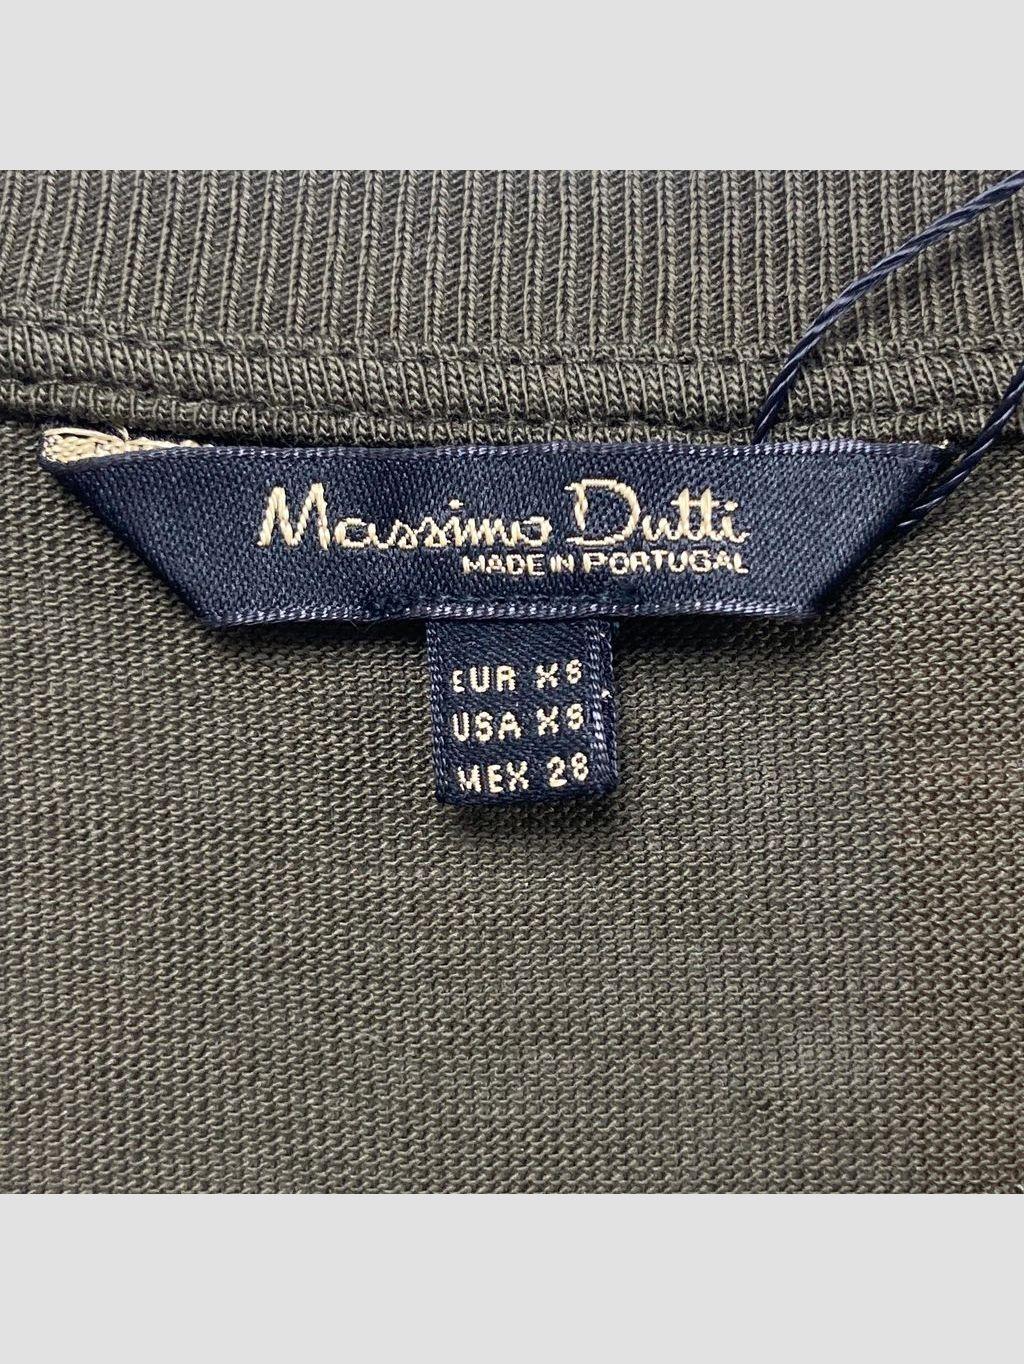 Massimo Dutti
MADE IN PORTUGAL
EUR XS
USA XS
MEX 28